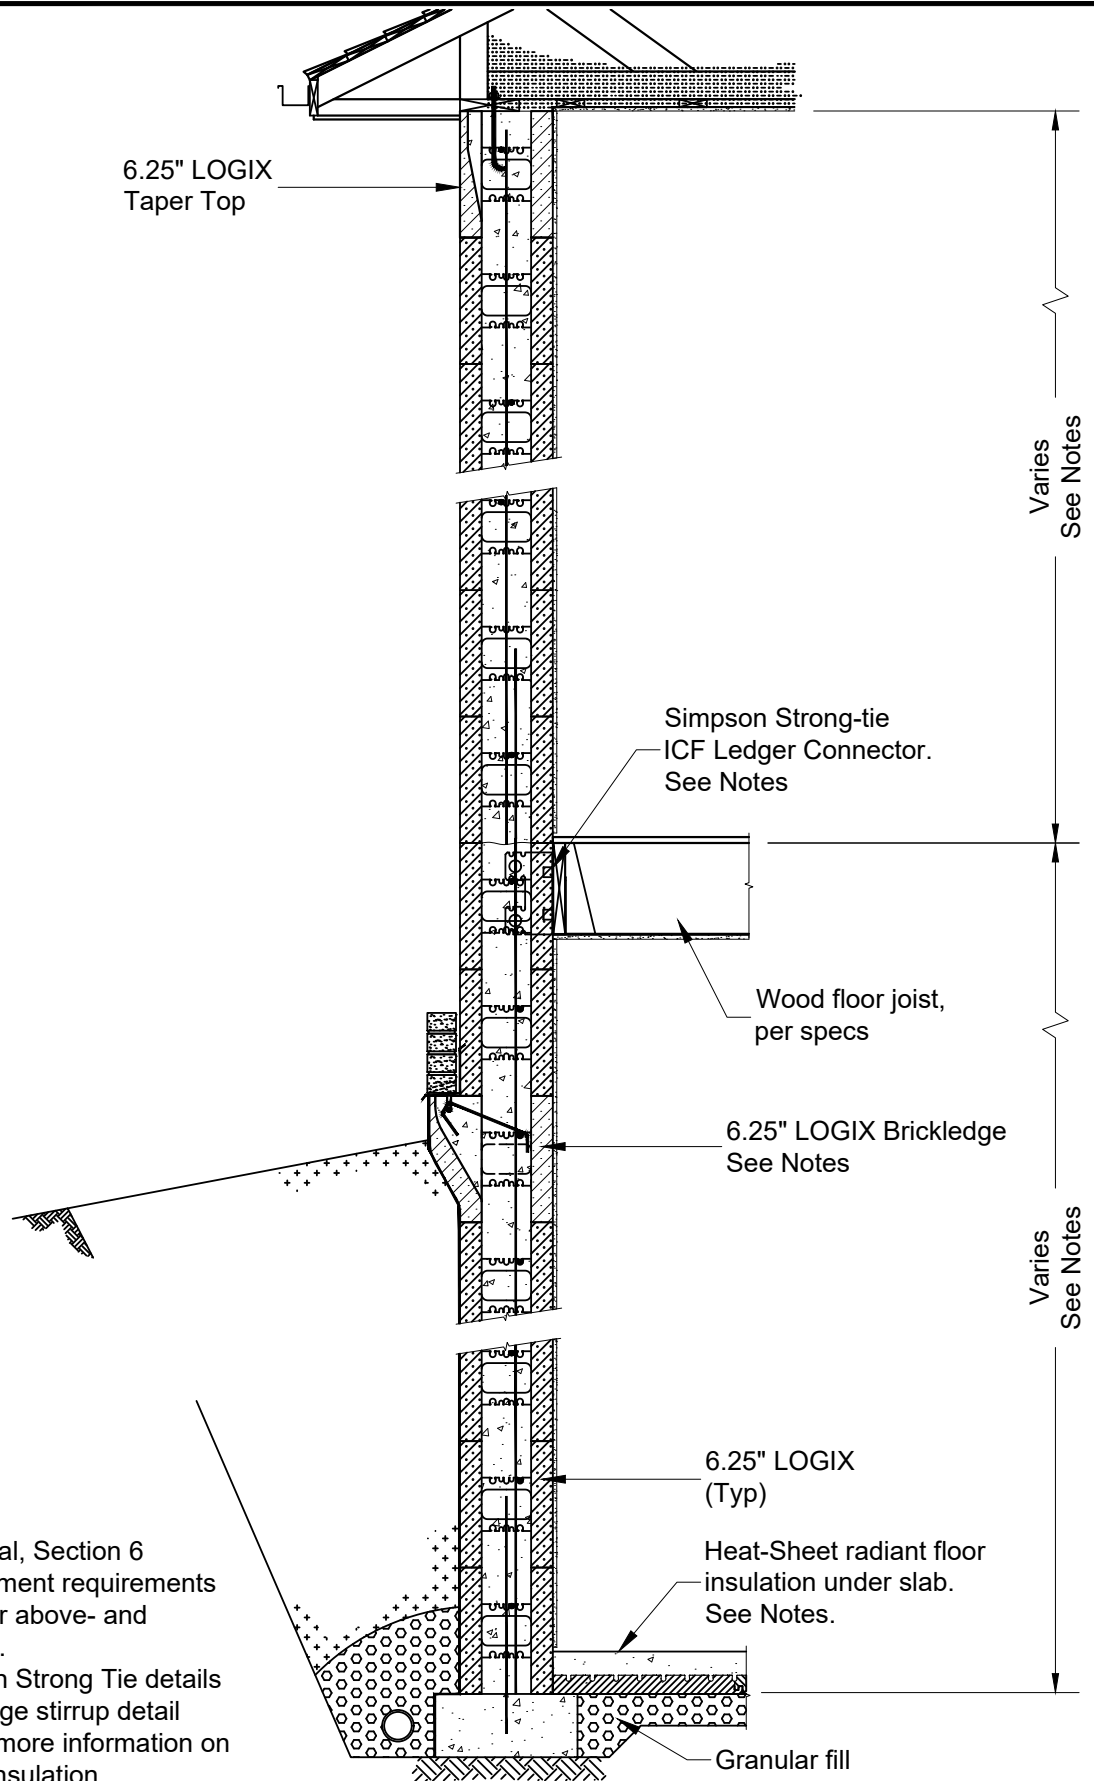 6.25" LOGIX
Taper Top
Varies
See Notes
Simpson Strong-tie
ICF Ledger Connector.
See Notes
Wood floor joist,
per specs
6.25" LOGIX Brickledge
See Notes
Varies
See Notes
6.25" LOGIX
(Typ)
Heat-Sheet radiant floor
insulation under slab.
See Notes.
Granular fill
al, Section 6
ment requirements
r above- and
.
n Strong Tie details
ge stirrup detail
more information on
nsulation